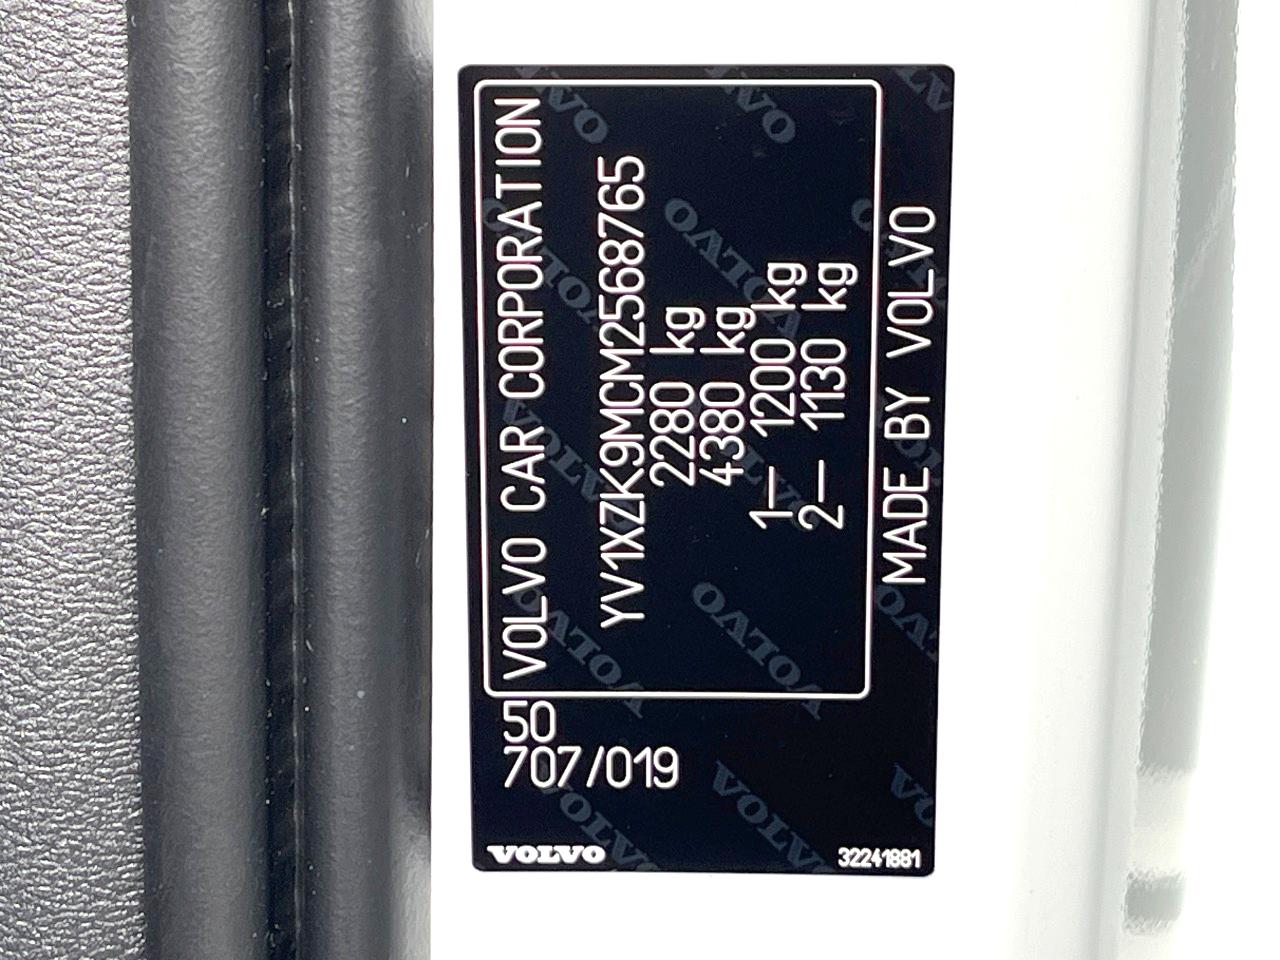 VOLVO CAR CORPORATION
YV1XZK9MCM2568765
2280 kg
4380 kg
1— 1200 kg
2— 1130 kg
MADE BY VOLVO
50
707/019
VOLVO
32241881